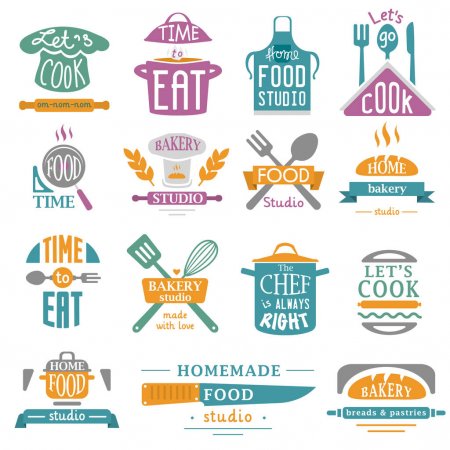 Let's
COOK
om-nom-nom
TIME
to
EAT
Home
FOOD
STUDIO
Let's
go
COOK
FOOD
TIME
BAKERY
STUDIO
FOOD
Studio
HOME
bakery
studio
TIME
to
EAT
BAKERY
studio
made
with love
The
CHEF
is ALWAYS
RIGHT
LET'S
COOK
HOME
FOOD
studio
HOMEMADE
FOOD
studio
BAKERY
breads & pastries